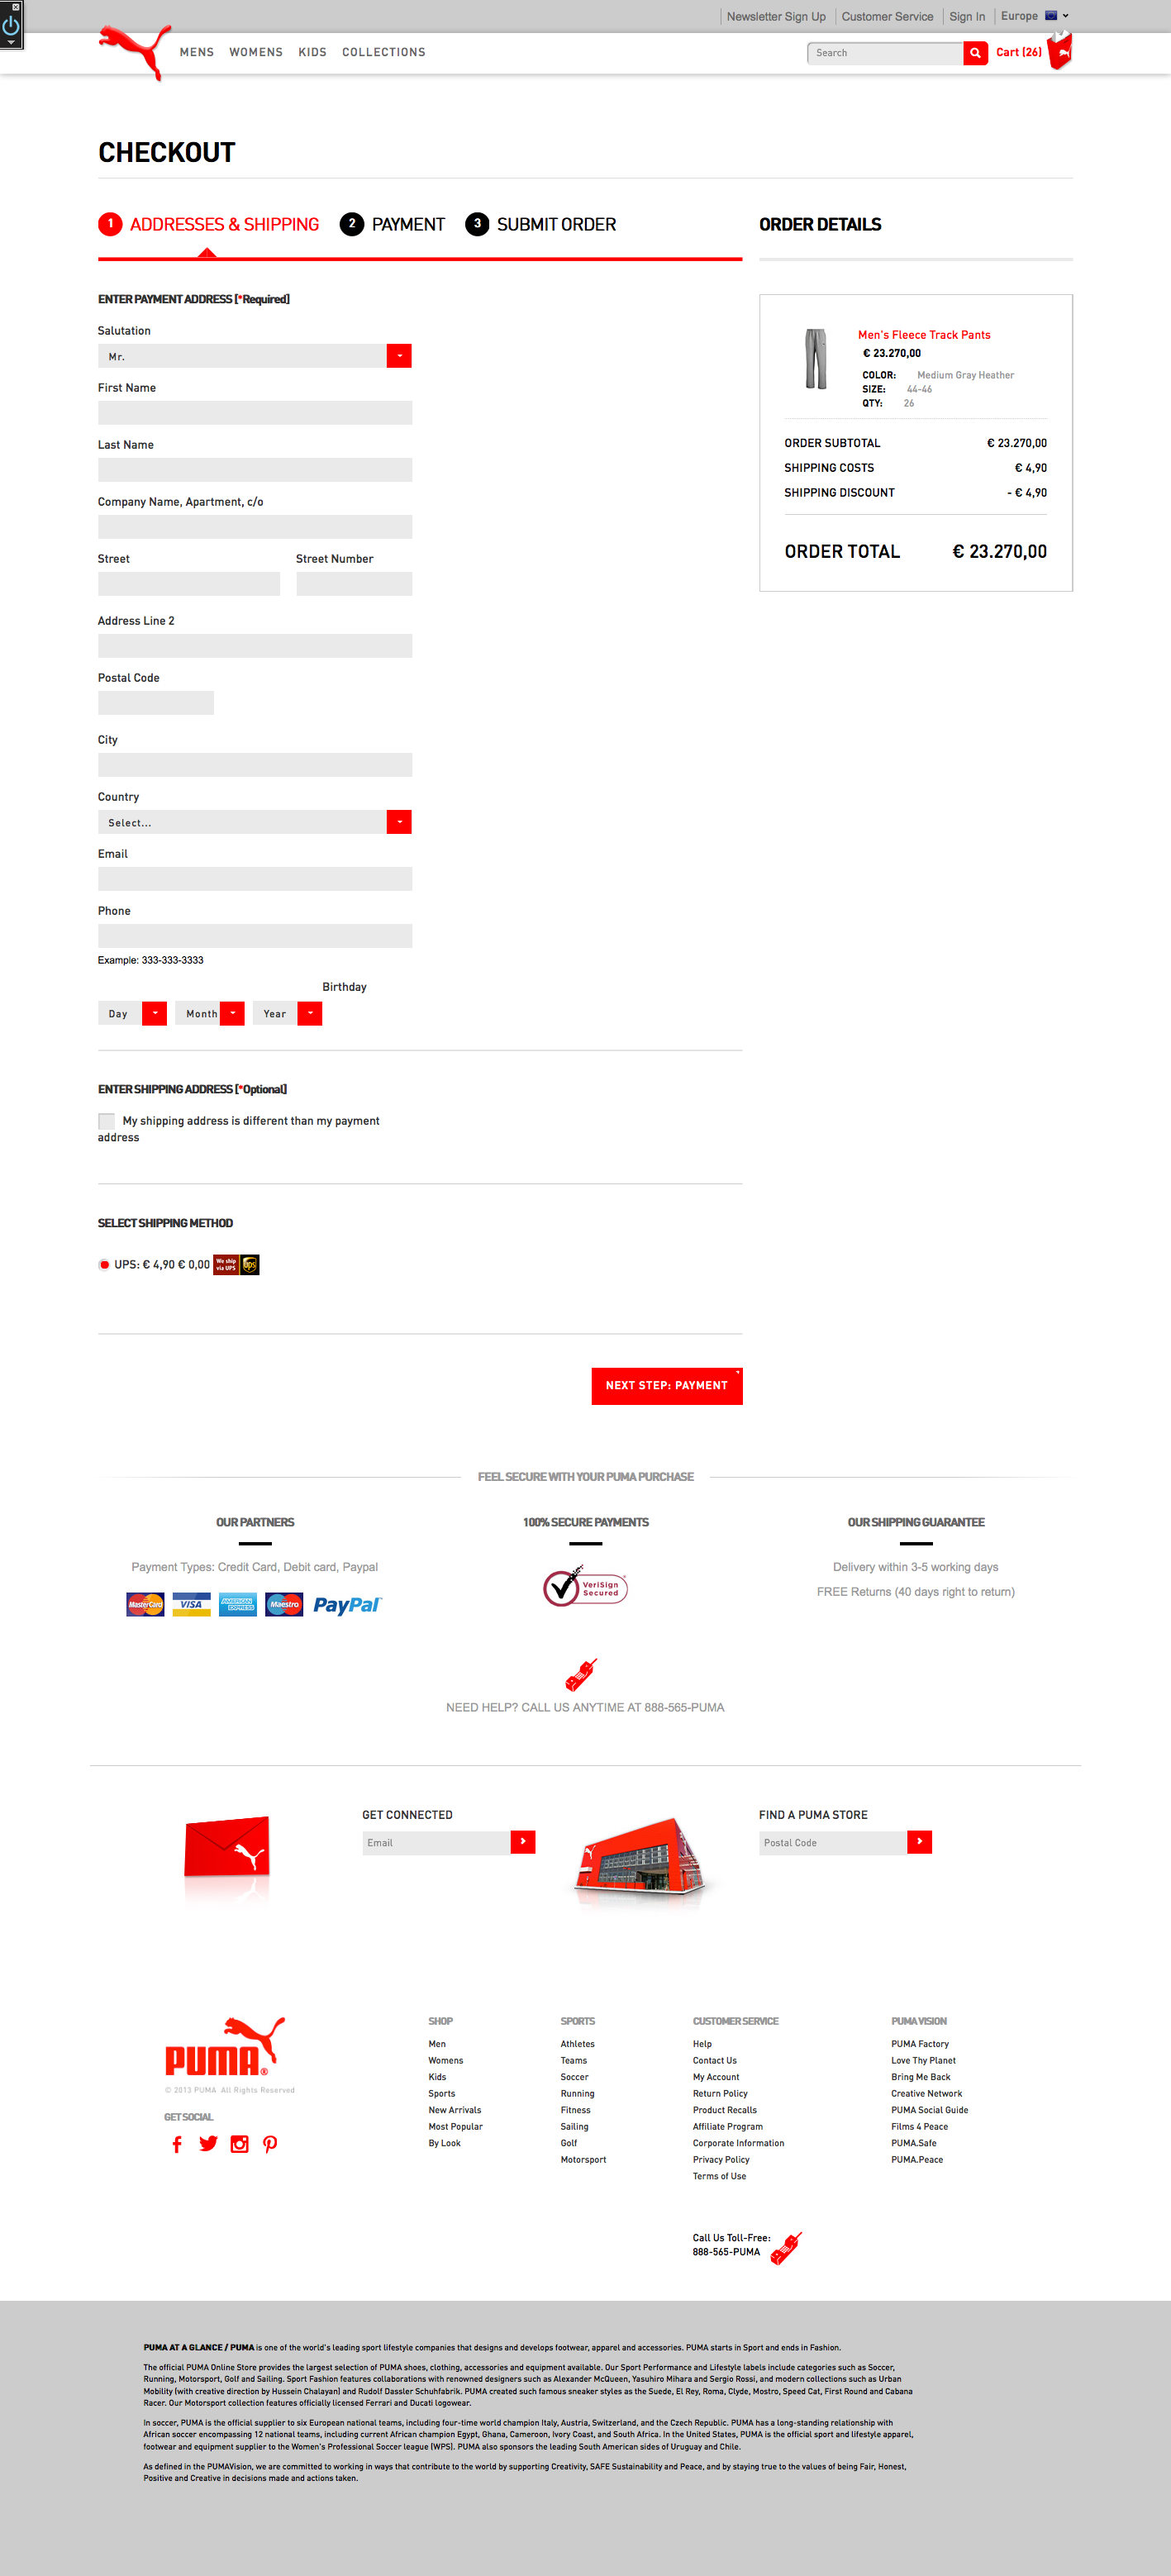 Newsletter Sign Up
Customer Service
Sign In
Europe
MENS
WOMENS
KIDS
COLLECTIONS
Search
Cart (26)
CHECKOUT
1 ADDRESSES & SHIPPING
2 PAYMENT
3 SUBMIT ORDER
ORDER DETAILS
ENTER PAYMENT ADDRESS [*Required]
Salutation
Mr.
First Name
Last Name
Company Name, Apartment, c/o
Street
Street Number
Address Line 2
Postal Code
City
Country
Select...
Email
Phone
Example: 333-333-3333
Birthday
Day
Month
Year
Men's Fleece Track Pants
€ 23.270,00
COLOR: Medium Gray Heather
SIZE: 44-46
QTY: 26
ORDER SUBTOTAL € 23.270,00
SHIPPING COSTS € 4,90
SHIPPING DISCOUNT - € 4,90
ORDER TOTAL € 23.270,00
ENTER SHIPPING ADDRESS [*Optional]
My shipping address is different than my payment
address
SELECT SHIPPING METHOD
UPS: € 4,90 € 0,00
We ship
via UPS
ups
NEXT STEP: PAYMENT
FEEL SECURE WITH YOUR PUMA PURCHASE
OUR PARTNERS
Payment Types: Credit Card, Debit card, Paypal
MasterCard
VISA
AMERICAN
EXPRESS
Maestro
PayPal
100% SECURE PAYMENTS
VeriSign
Secured
OUR SHIPPING GUARANTEE
Delivery within 3-5 working days
FREE Returns (40 days right to return)
NEED HELP? CALL US ANYTIME AT 888-565-PUMA
GET CONNECTED
Email
FIND A PUMA STORE
Postal Code
PUMA®
© 2013 PUMA All Rights Reserved
GET SOCIAL
SHOP
Men
Womens
Kids
Sports
New Arrivals
Most Popular
By Look
SPORTS
Athletes
Teams
Soccer
Running
Fitness
Sailing
Golf
Motorsport
CUSTOMER SERVICE
Help
Contact Us
My Account
Return Policy
Product Recalls
Affiliate Program
Corporate Information
Privacy Policy
Terms of Use
Call Us Toll-Free:
888-565-PUMA
PUMAVISION
PUMA Factory
Love Thy Planet
Bring Me Back
Creative Network
PUMA Social Guide
Films 4 Peace
PUMA.Safe
PUMA.Peace
PUMA AT A GLANCE / PUMA is one of the world's leading sport lifestyle companies that designs and develops footwear, apparel and accessories. PUMA starts in Sport and ends in Fashion.
The official PUMA Online Store provides the largest selection of PUMA shoes, clothing, accessories and equipment available. Our Sport Performance and Lifestyle labels include categories such as Soccer,
Running, Motorsport, Golf and Sailing. Sport Fashion features collaborations with renowned designers such as Alexander McQueen, Yasuhiro Mihara and Sergio Rossi, and modern collections such as Urban
Mobility (with creative direction by Hussein Chalayan) and Rudolf Dassler Schuhfabrik. PUMA created such famous sneaker styles as the Suede, El Rey, Roma, Clyde, Mostro, Speed Cat, First Round and Cabana
Racer. Our Motorsport collection features officially licensed Ferrari and Ducati logowear.
In soccer, PUMA is the official supplier to six European national teams, including four-time world champion Italy, Austria, Switzerland, and the Czech Republic. PUMA has a long-standing relationship with
African soccer encompassing 12 national teams, including current African champion Egypt, Ghana, Cameroon, Ivory Coast, and South Africa. In the United States, PUMA is the official sport and lifestyle apparel,
footwear and equipment supplier to the Women's Professional Soccer league (WPS). PUMA also sponsors the leading South American sides of Uruguay and Chile.
As defined in the PUMAVision, we are committed to working in ways that contribute to the world by supporting Creativity, SAFE Sustainability and Peace, and by staying true to the values of being Fair, Honest,
Positive and Creative in decisions made and actions taken.